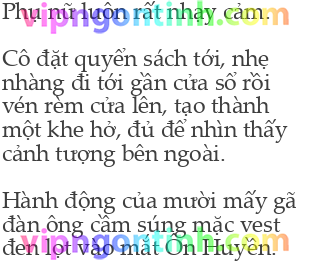 Phụ nữ luôn rất nhạy cảm.
vipngontinh.com
Cô đặt quyển sách tới, nhẹ
nhàng đi tới gần cửa sổ rồi
vén rèm cửa lên, tạo thành
một khe hở, đủ để nhìn thấy
cảnh tượng bên ngoài.
Hành động của mười mấy gã
đàn ông cầm súng mặc vest
vipngontinh.com
đen lọt vào mắt Ôn Huyền.